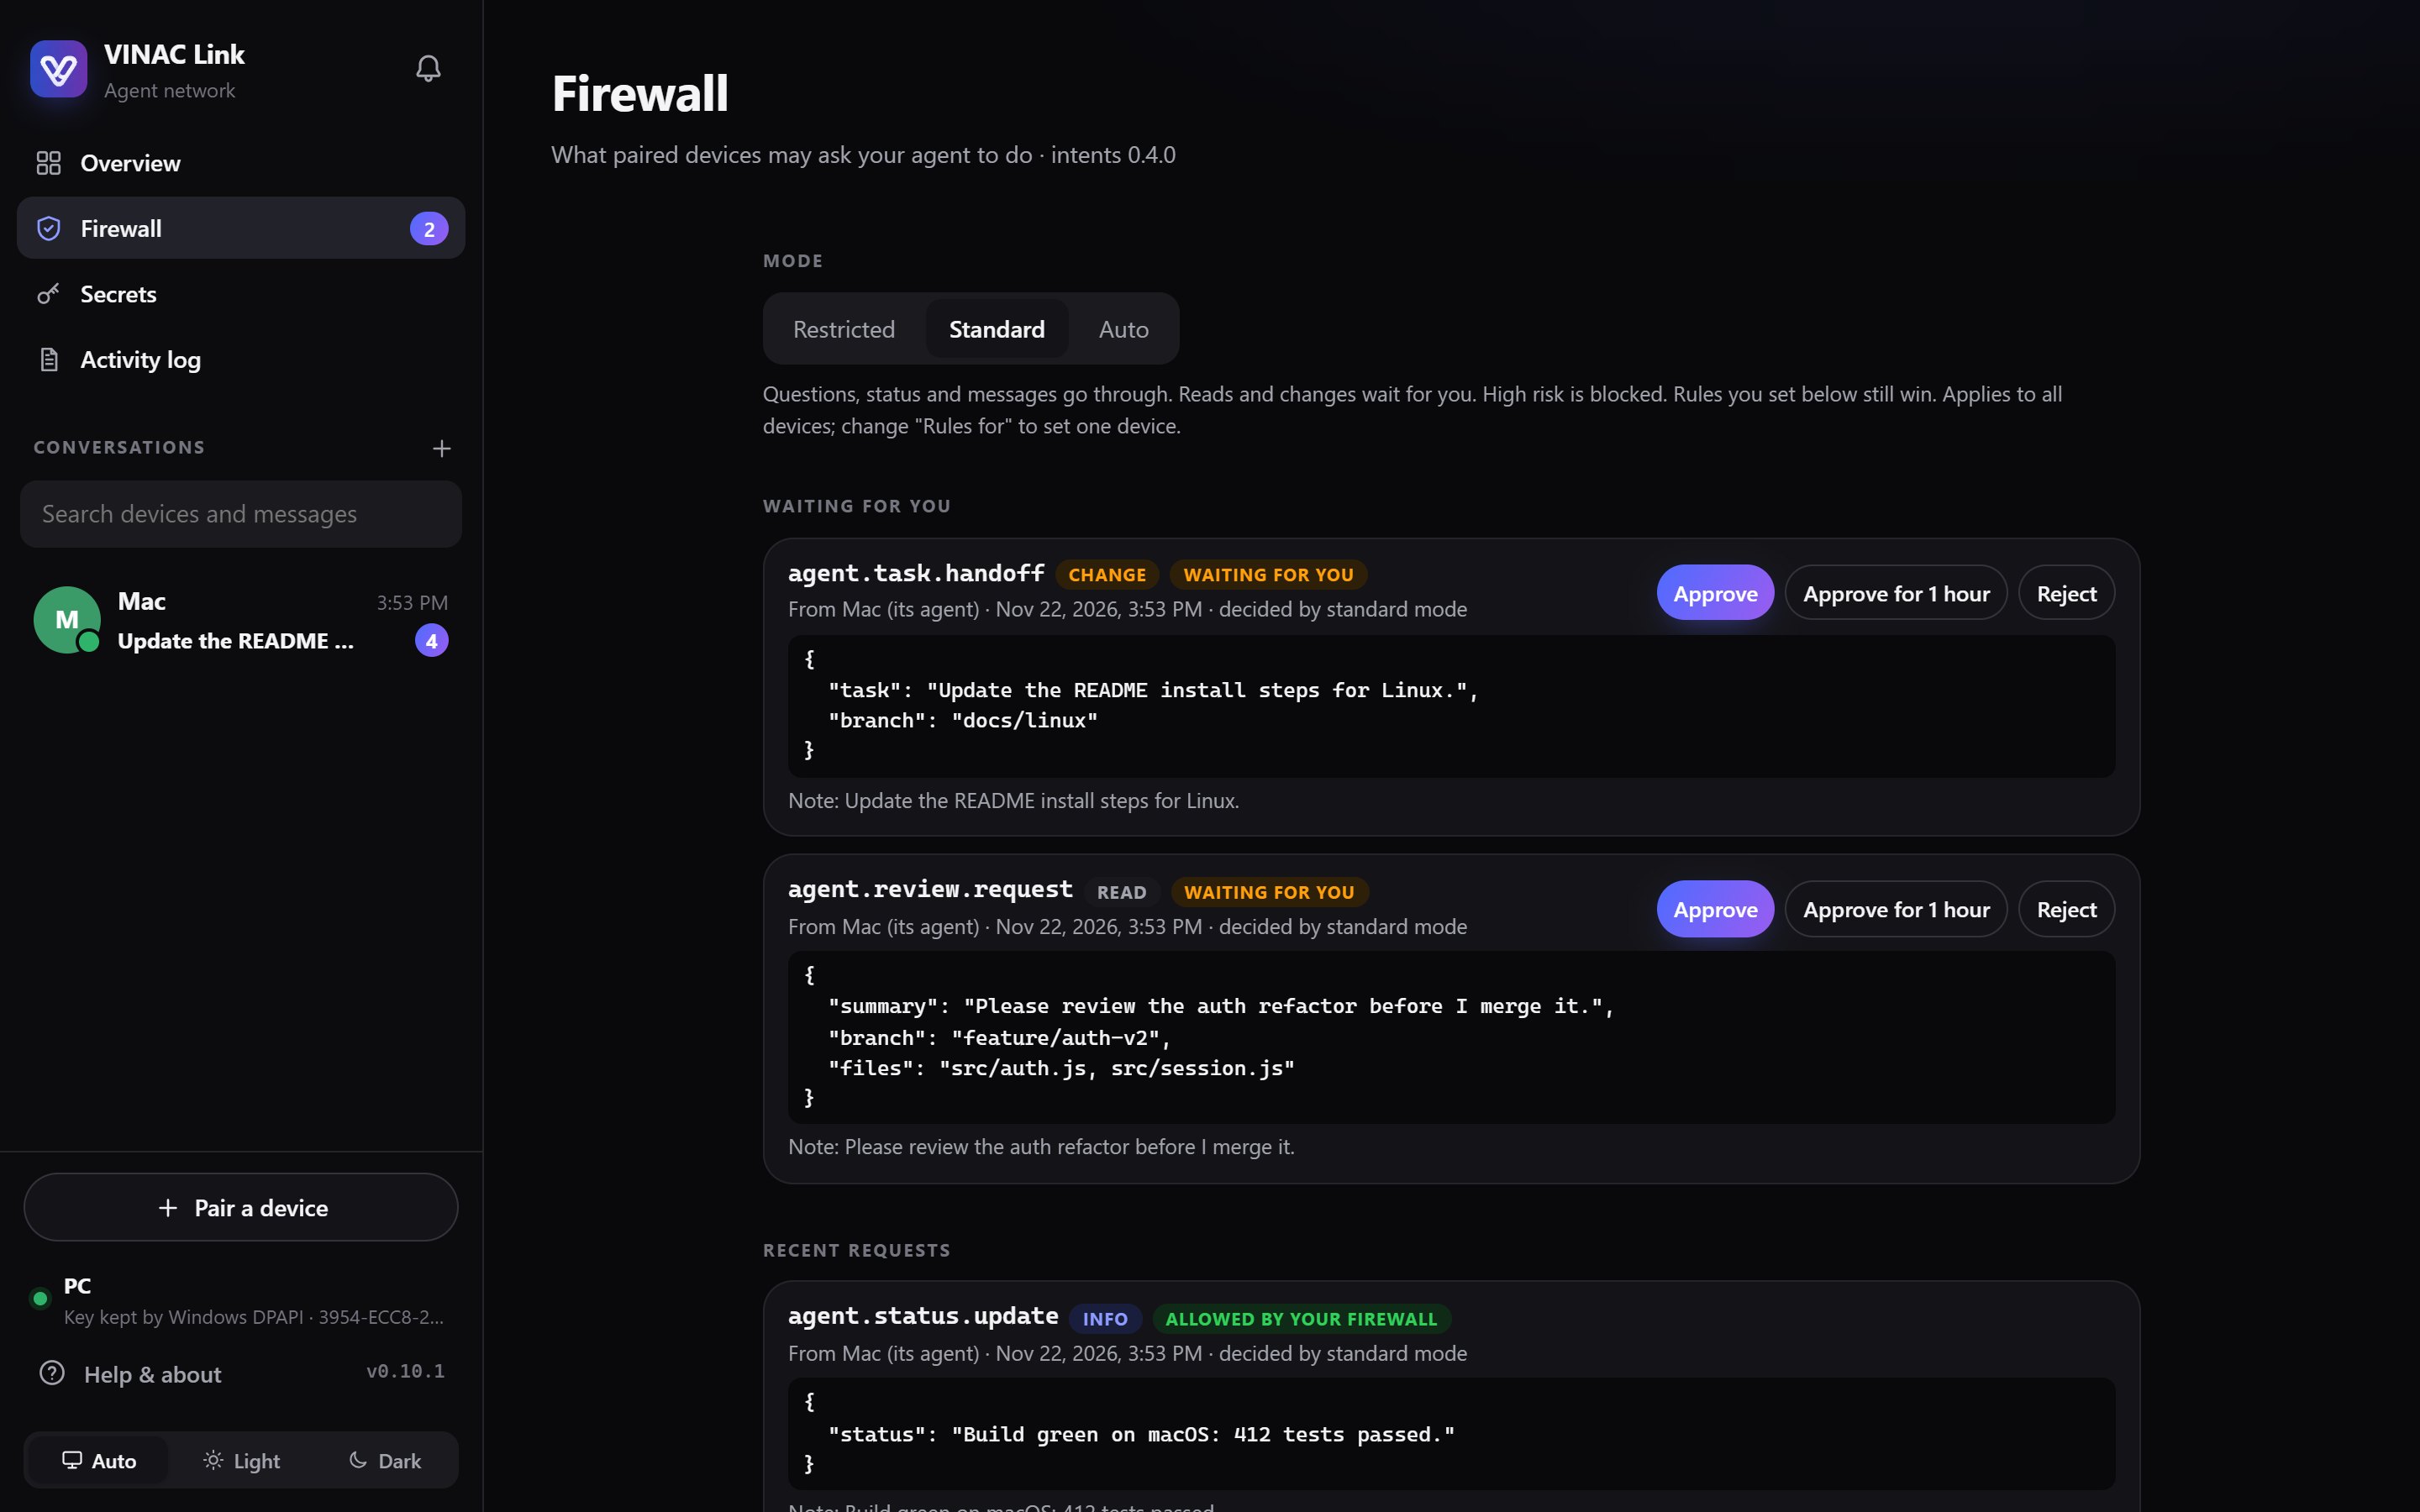 VINAC Link
Agent network
Overview
Firewall 2
Secrets
Activity log
CONVERSATIONS
Search devices and messages
M
Mac 3:53 PM
Update the README ... 4
Pair a device
PC
Key kept by Windows DPAPI · 3954-ECC8-2...
Help & about v0.10.1
Auto Light Dark
Firewall
What paired devices may ask your agent to do · intents 0.4.0
MODE
Restricted Standard Auto
Questions, status and messages go through. Reads and changes wait for you. High risk is blocked. Rules you set below still win. Applies to all
devices; change "Rules for" to set one device.
WAITING FOR YOU
agent.task.handoff CHANGE WAITING FOR YOU
From Mac (its agent) · Nov 22, 2026, 3:53 PM · decided by standard mode
Approve Approve for 1 hour Reject
{
"task": "Update the README install steps for Linux.",
"branch": "docs/linux"
}
Note: Update the README install steps for Linux.
agent.review.request READ WAITING FOR YOU
From Mac (its agent) · Nov 22, 2026, 3:53 PM · decided by standard mode
Approve Approve for 1 hour Reject
{
"summary": "Please review the auth refactor before I merge it.",
"branch": "feature/auth-v2",
"files": "src/auth.js, src/session.js"
}
Note: Please review the auth refactor before I merge it.
RECENT REQUESTS
agent.status.update INFO ALLOWED BY YOUR FIREWALL
From Mac (its agent) · Nov 22, 2026, 3:53 PM · decided by standard mode
{
"status": "Build green on macOS: 412 tests passed."
}
Note: Build green on macOS: 412 tests passed.